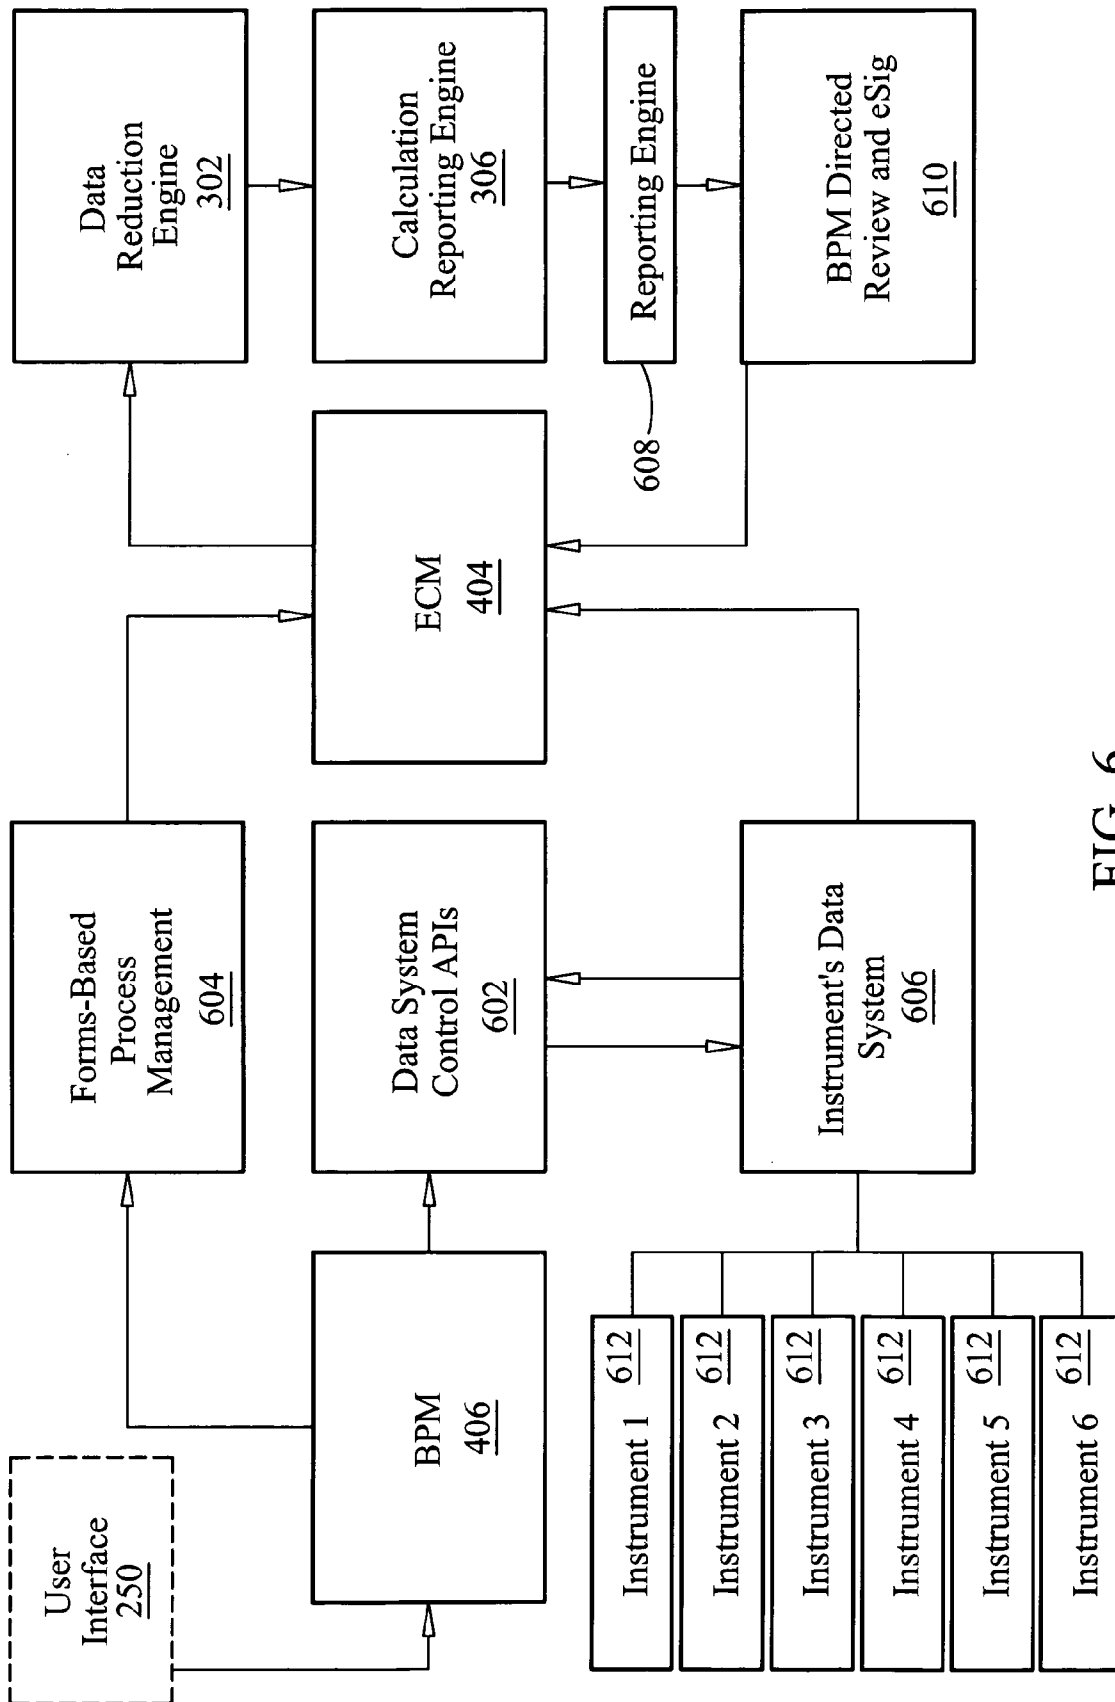 User
Interface
250
BPM
406
Forms-Based
Process
Management
604
Data System
Control APIs
602
Instrument's Data
System
606
Instrument 1 612
Instrument 2 612
Instrument 3 612
Instrument 4 612
Instrument 5 612
Instrument 6 612
ECM
404
Data
Reduction
Engine
302
Calculation
Reporting Engine
306
Reporting Engine
608
BPM Directed
Review and eSig
610
FIG. 6